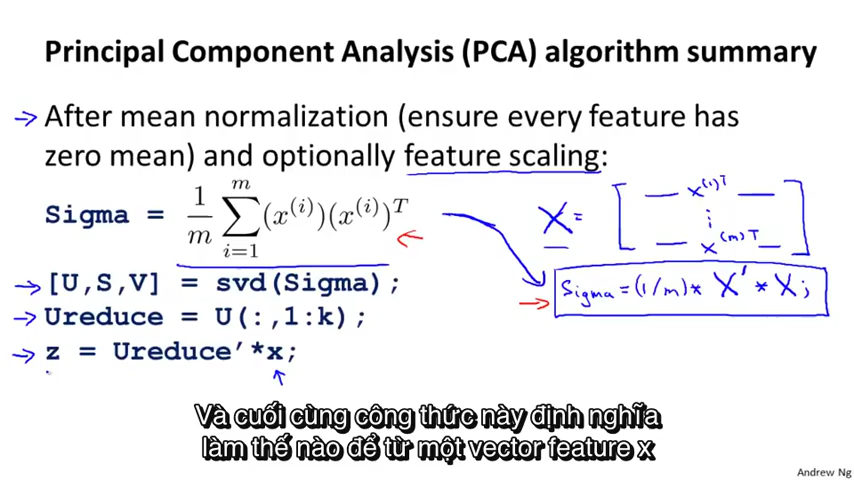 Principal Component Analysis (PCA) algorithm summary
→ After mean normalization (ensure every feature has
zero mean) and optionally feature scaling:
Sigma = 1/m ∑_{i=1}^{m} (x^{(i)})(x^{(i)})^T
X = [ — x^{(1)T} —
⋮
— x^{(m)T} — ]
→ [U,S,V] = svd(Sigma);
→ Sigma = (1/m) * X' * X;
→ Ureduce = U(:,1:k);
→ z = Ureduce'*x;
Và cuối cùng công thức này định nghĩa
làm thế nào để từ một vector feature x
Andrew Ng